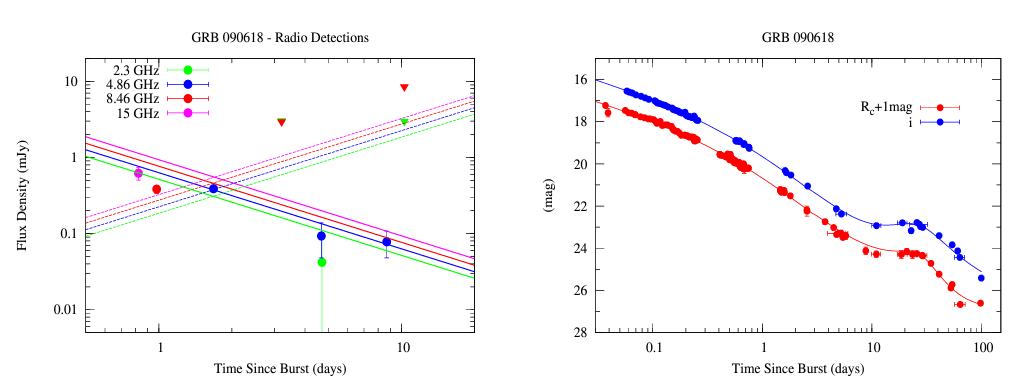 GRB 090618 - Radio Detections
2.3 GHz
4.86 GHz
8.46 GHz
15 GHz
10
1
0.1
0.01
Flux Density (mJy)
1
10
Time Since Burst (days)
GRB 090618
R_c+1mag
i
16
18
20
22
24
26
28
(mag)
0.1
1
10
100
Time Since Burst (days)